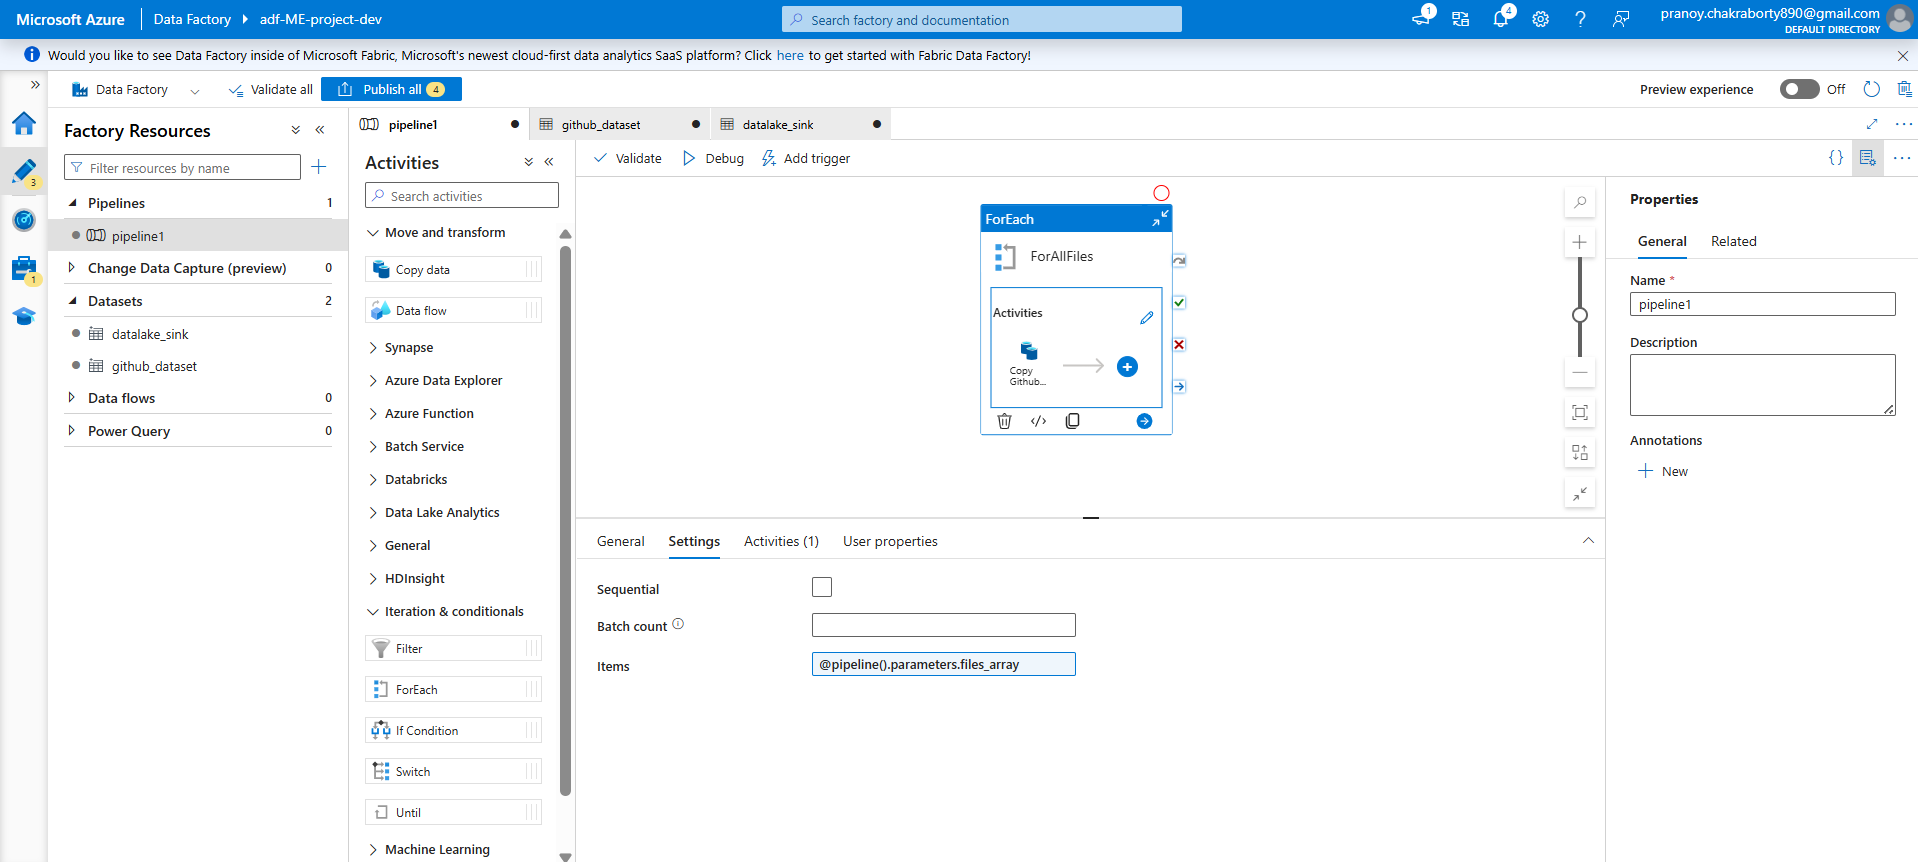 Microsoft Azure
Data Factory
adf-ME-project-dev
Search factory and documentation
1
4
pranoy.chakraborty890@gmail.com
DEFAULT DIRECTORY
Would you like to see Data Factory inside of Microsoft Fabric, Microsoft's newest cloud-first data analytics SaaS platform? Click here to get started with Fabric Data Factory!
Data Factory
Validate all
Publish all 4
Preview experience
Off
3
1
Factory Resources
Filter resources by name
Pipelines 1
pipeline1
Change Data Capture (preview) 0
Datasets 2
datalake_sink
github_dataset
Data flows 0
Power Query 0
pipeline1
github_dataset
datalake_sink
Activities
Search activities
Move and transform
Copy data
Data flow
Synapse
Azure Data Explorer
Azure Function
Batch Service
Databricks
Data Lake Analytics
General
HDInsight
Iteration & conditionals
Filter
ForEach
If Condition
Switch
Until
Machine Learning
Validate
Debug
Add trigger
ForEach
ForAllFiles
Activities
Copy
Github...
General
Settings
Activities (1)
User properties
Sequential
Batch count
Items
@pipeline().parameters.files_array
Properties
General
Related
Name *
pipeline1
Description
Annotations
New